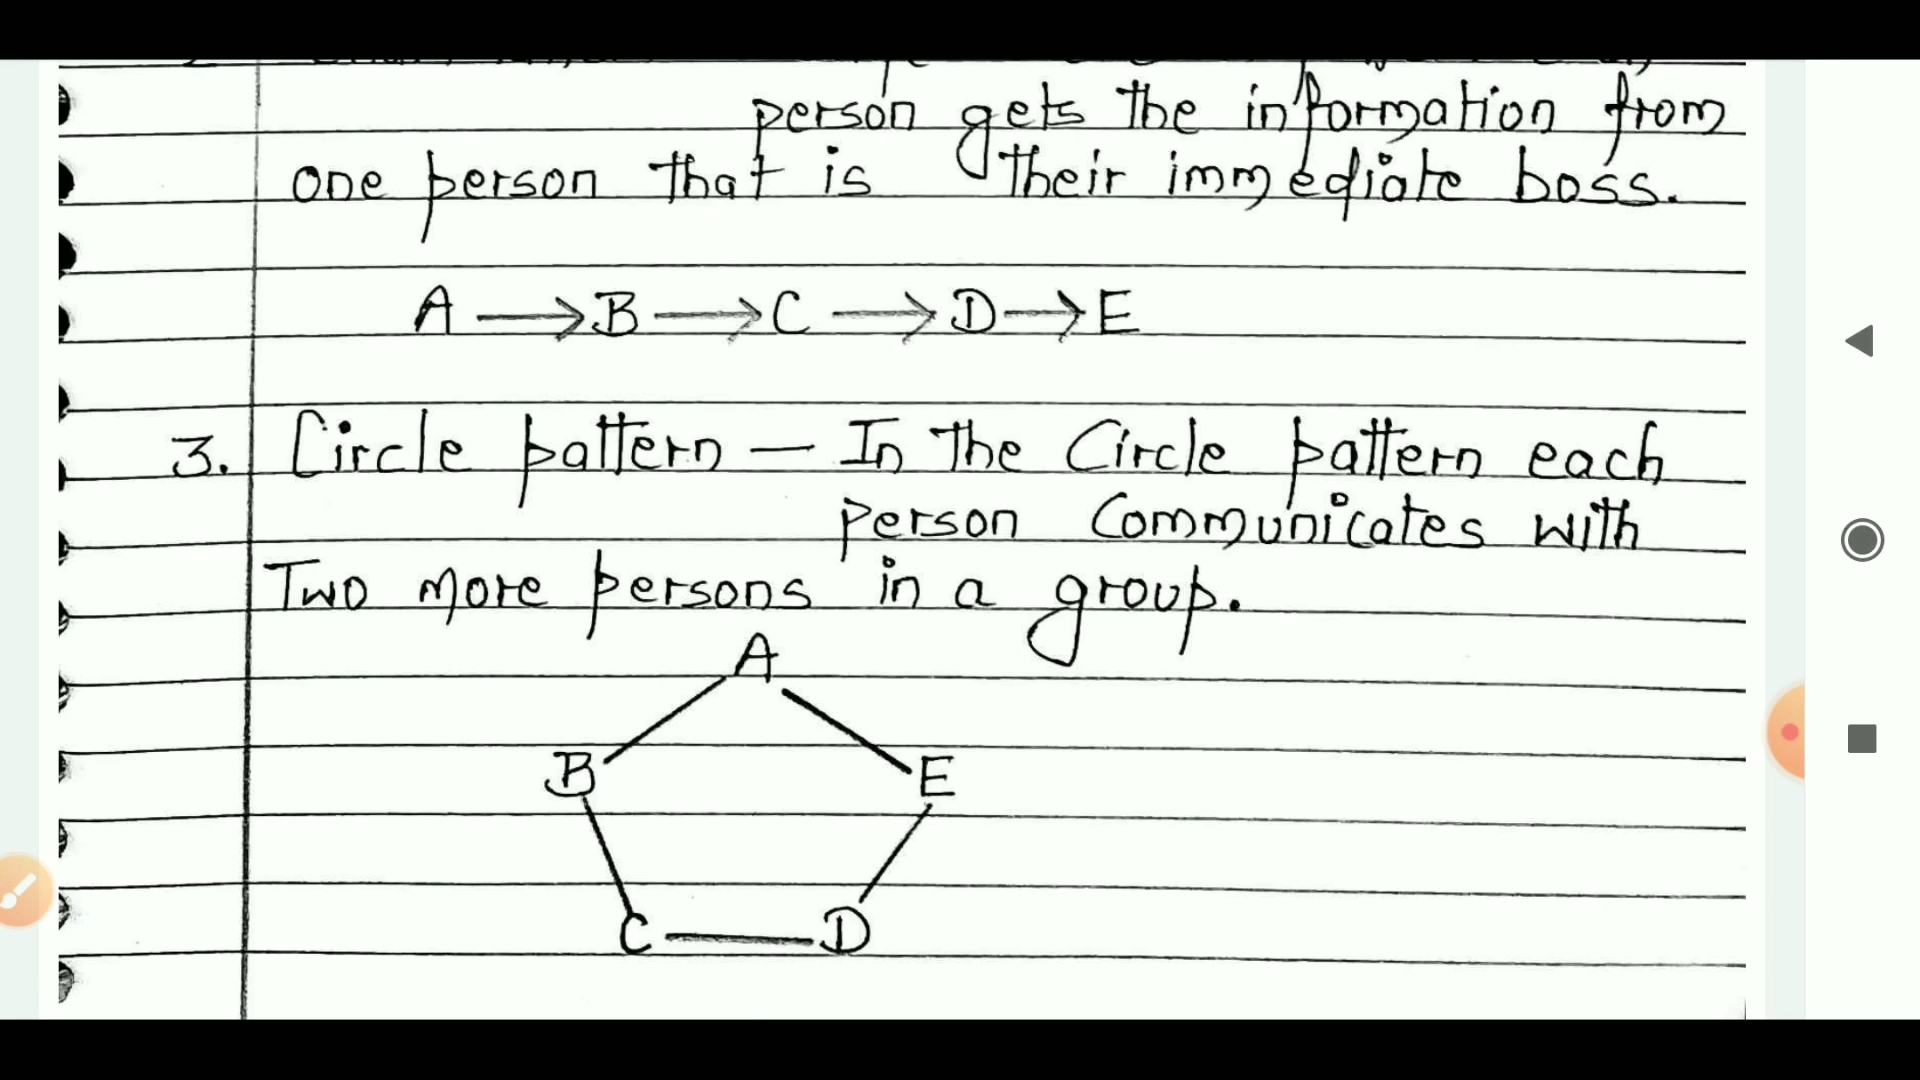 person gets the information from
one person that is their immediate boss.
A → B → C → D → E
3. Circle pattern — In the Circle pattern each
person Communicates with
Two more persons in a group.
A
B E
C D